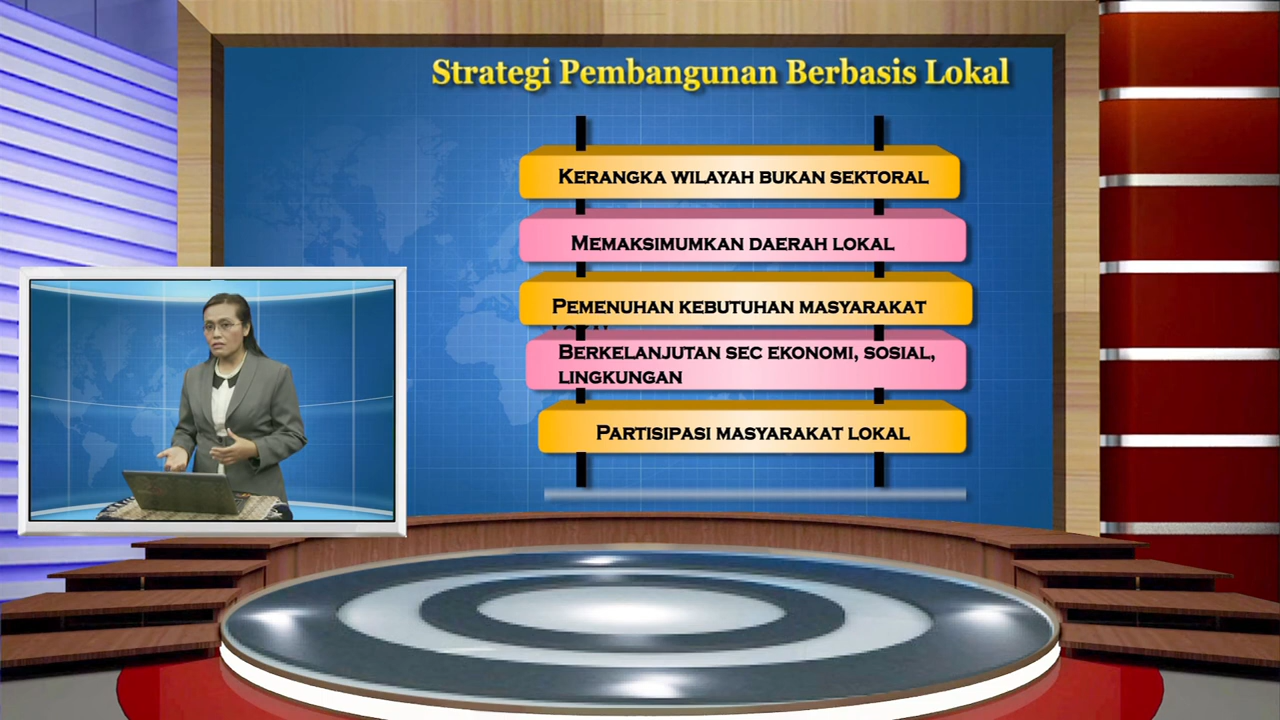 Strategi Pembangunan Berbasis Lokal
KERANGKA WILAYAH BUKAN SEKTORAL
MEMAKSIMUMKAN DAERAH LOKAL
PEMENUHAN KEBUTUHAN MASYARAKAT
BERKELANJUTAN SEC EKONOMI, SOSIAL,
LINGKUNGAN
PARTISIPASI MASYARAKAT LOKAL